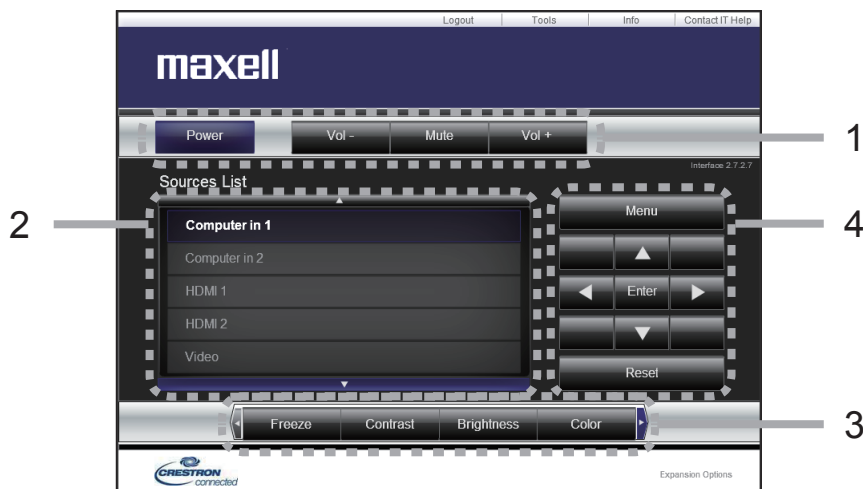 Logout Tools Info Contact IT Help
maxell
Power Vol - Mute Vol +
1
Interface 2.7.2.7
Sources List
2
Computer in 1
Computer in 2
HDMI 1
HDMI 2
Video
Menu
4
Enter
Reset
Freeze Contrast Brightness Color
3
CRESTRON
connected
Expansion Options